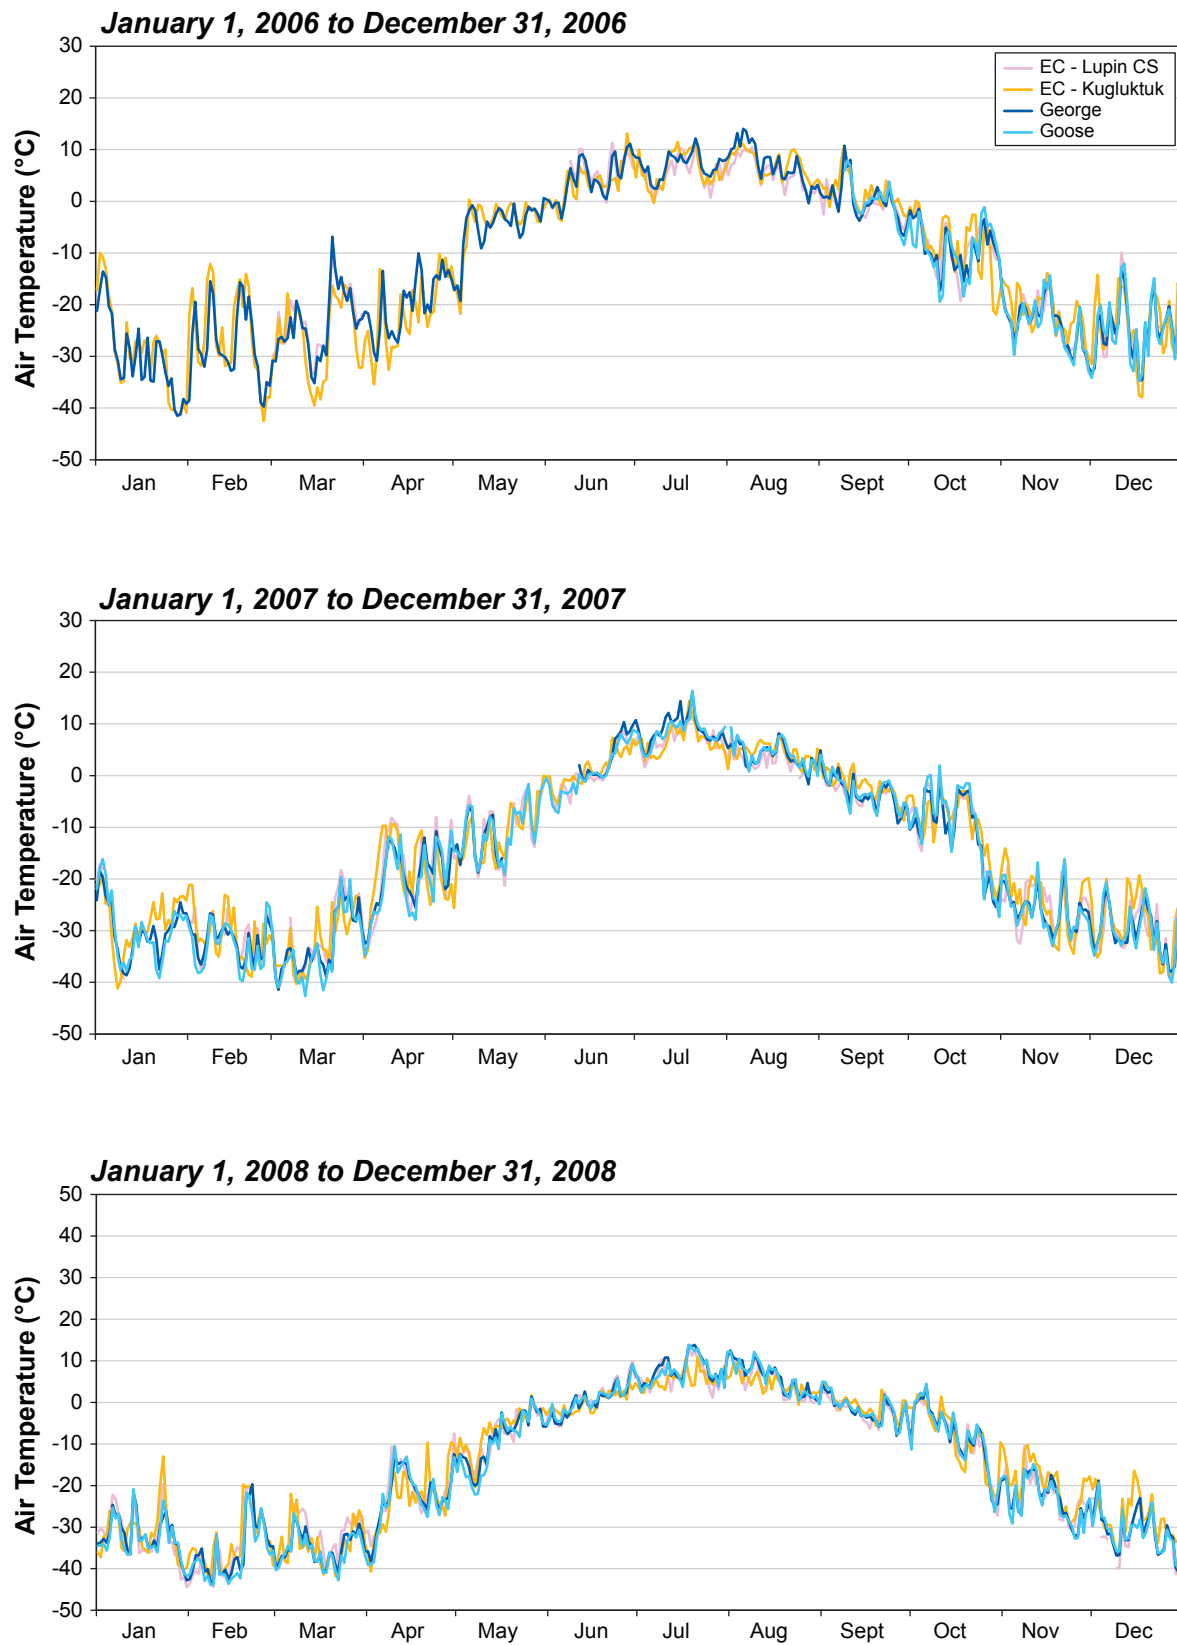 January 1, 2006 to December 31, 2006
30
20
10
0
-10
-20
-30
-40
-50
Air Temperature (°C)
EC - Lupin CS
EC - Kugluktuk
George
Goose
Jan Feb Mar Apr May Jun Jul Aug Sept Oct Nov Dec
January 1, 2007 to December 31, 2007
30
20
10
0
-10
-20
-30
-40
-50
Air Temperature (°C)
Jan Feb Mar Apr May Jun Jul Aug Sept Oct Nov Dec
January 1, 2008 to December 31, 2008
50
40
30
20
10
0
-10
-20
-30
-40
-50
Air Temperature (°C)
Jan Feb Mar Apr May Jun Jul Aug Sept Oct Nov Dec